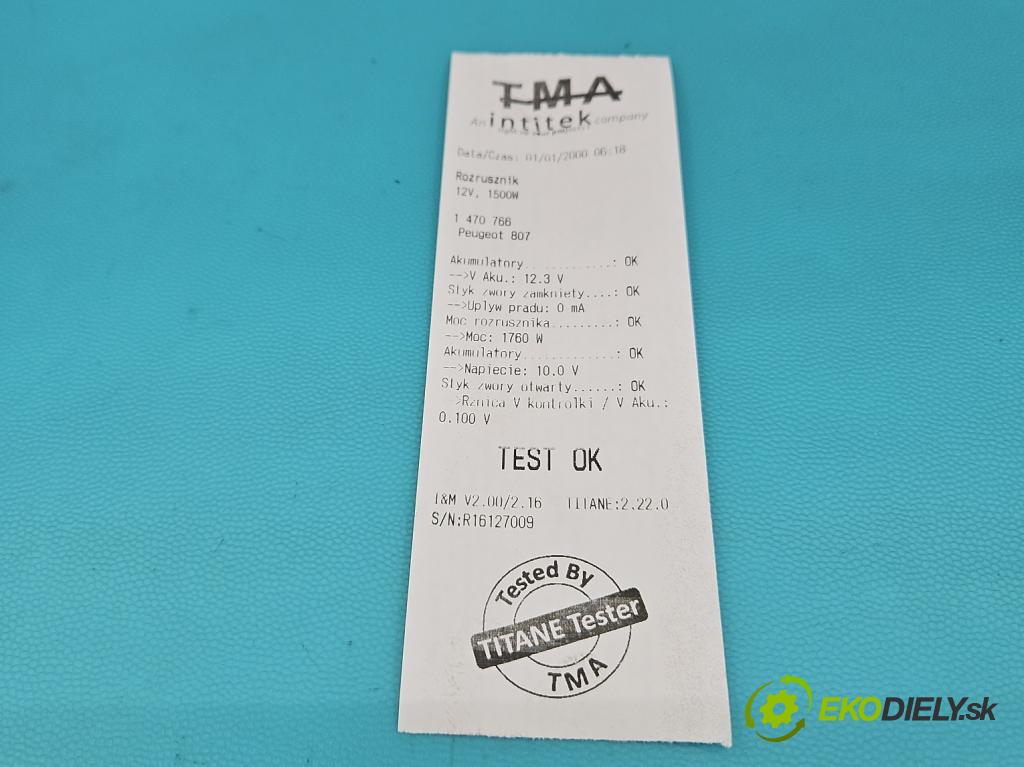 TMA
An intitek company
Data/Czas: 01/01/2000 06:18
Rozrusznik
12V, 1500W
1 470 766
Peugeot 807
Akumulatory............: OK
-->V Aku.: 12.3 V
Styk zwory zamkniety....: OK
-->Uplyw pradu: 0 mA
Moc rozrusznika.........: OK
-->Moc: 1760 W
Akumulatory.............: OK
-->Napiecie: 10.0 V
Styk zwory otwarty......: OK
-->Rznica V kontrolki / V Aku.:
0.100 V
TEST OK
I&M V2.00/2.16 TITANE:2.22.0
S/N:R16127009
Tested By
TITANE Tester
TMA
EKODIELY.sk